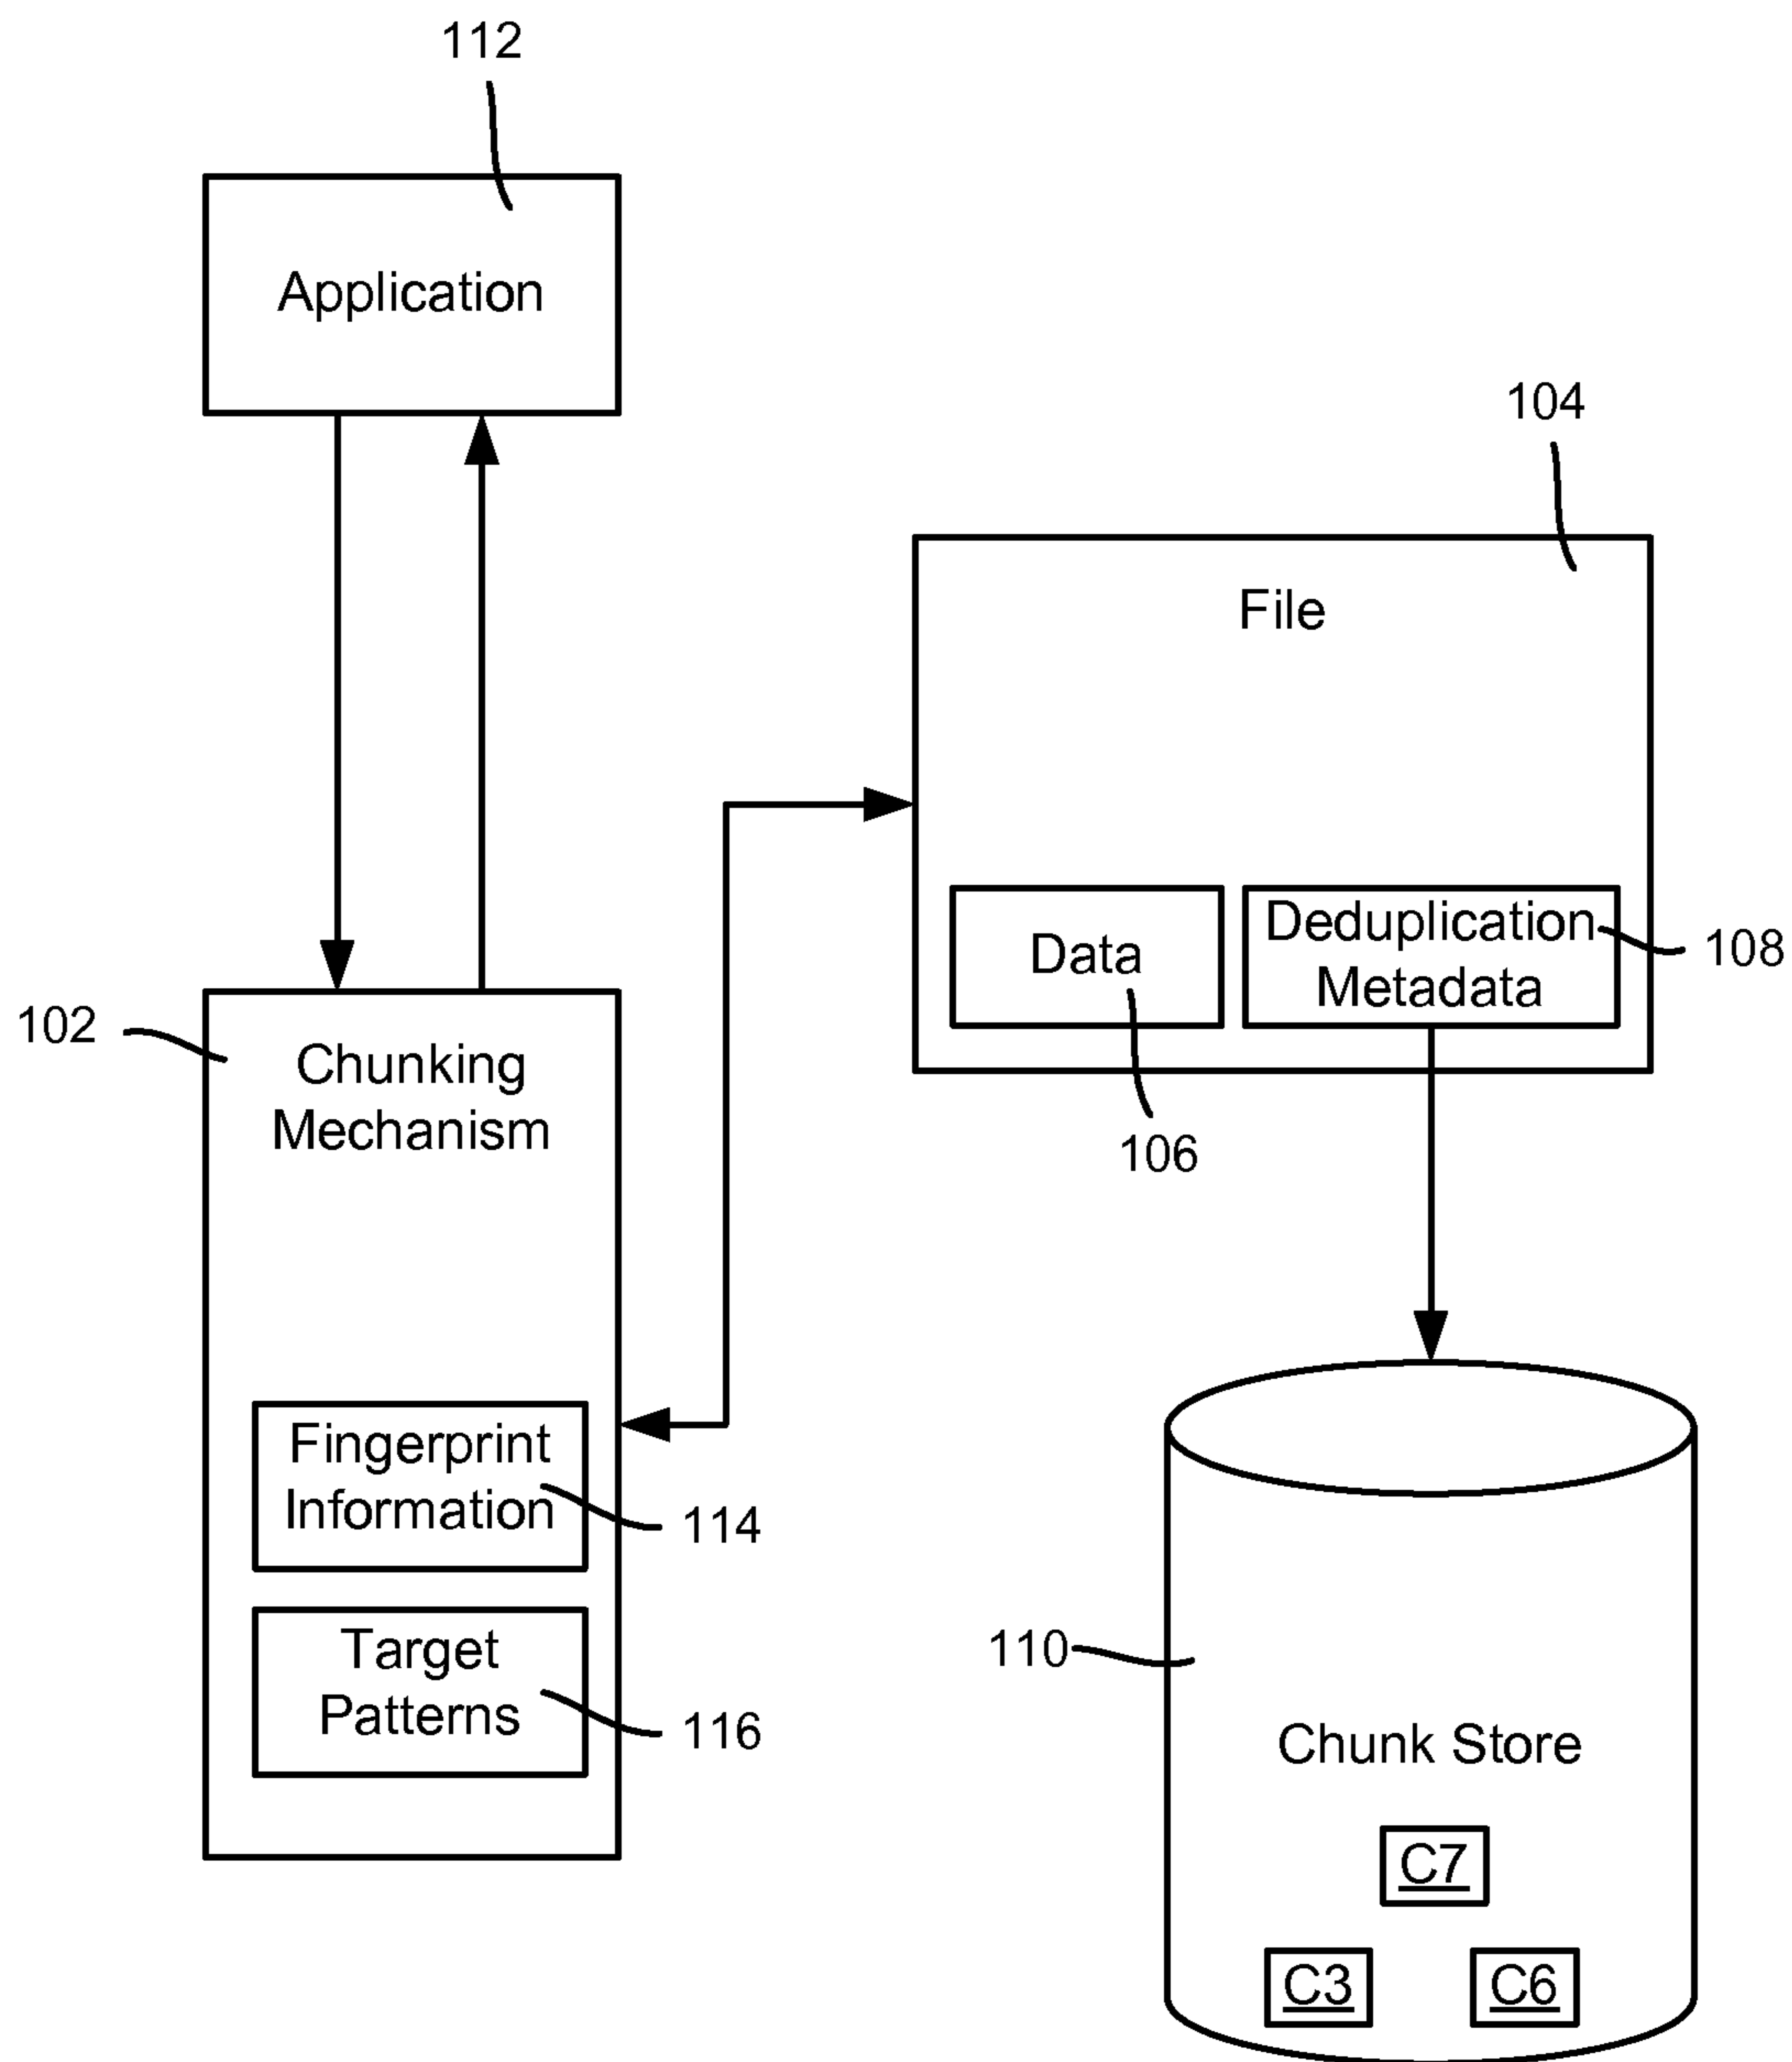 112
Application
104
File
Data
Deduplication
Metadata
108
102
Chunking
Mechanism
106
Fingerprint
Information
114
Target
Patterns
116
110
Chunk Store
C7
C3
C6